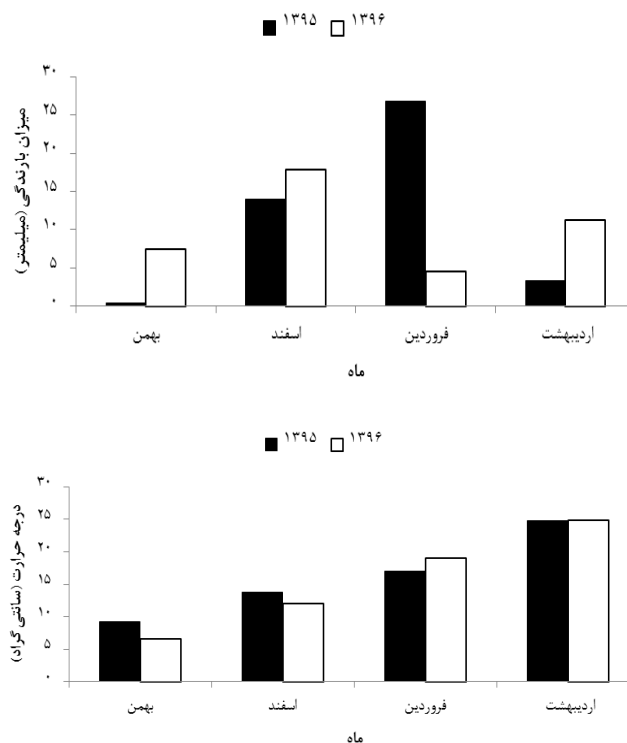 ۱۳۹۵ ۱۳۹۶
میزان بارندگی (میلیمتر)
۳۰
۲۵
۲۰
۱۵
۱۰
۵
۰
بهمن اسفند فروردین اردیبهشت
ماه
۱۳۹۵ ۱۳۹۶
درجه حرارت (سانتی گراد)
۳۰
۲۵
۲۰
۱۵
۱۰
۵
۰
بهمن اسفند فروردین اردیبهشت
ماه